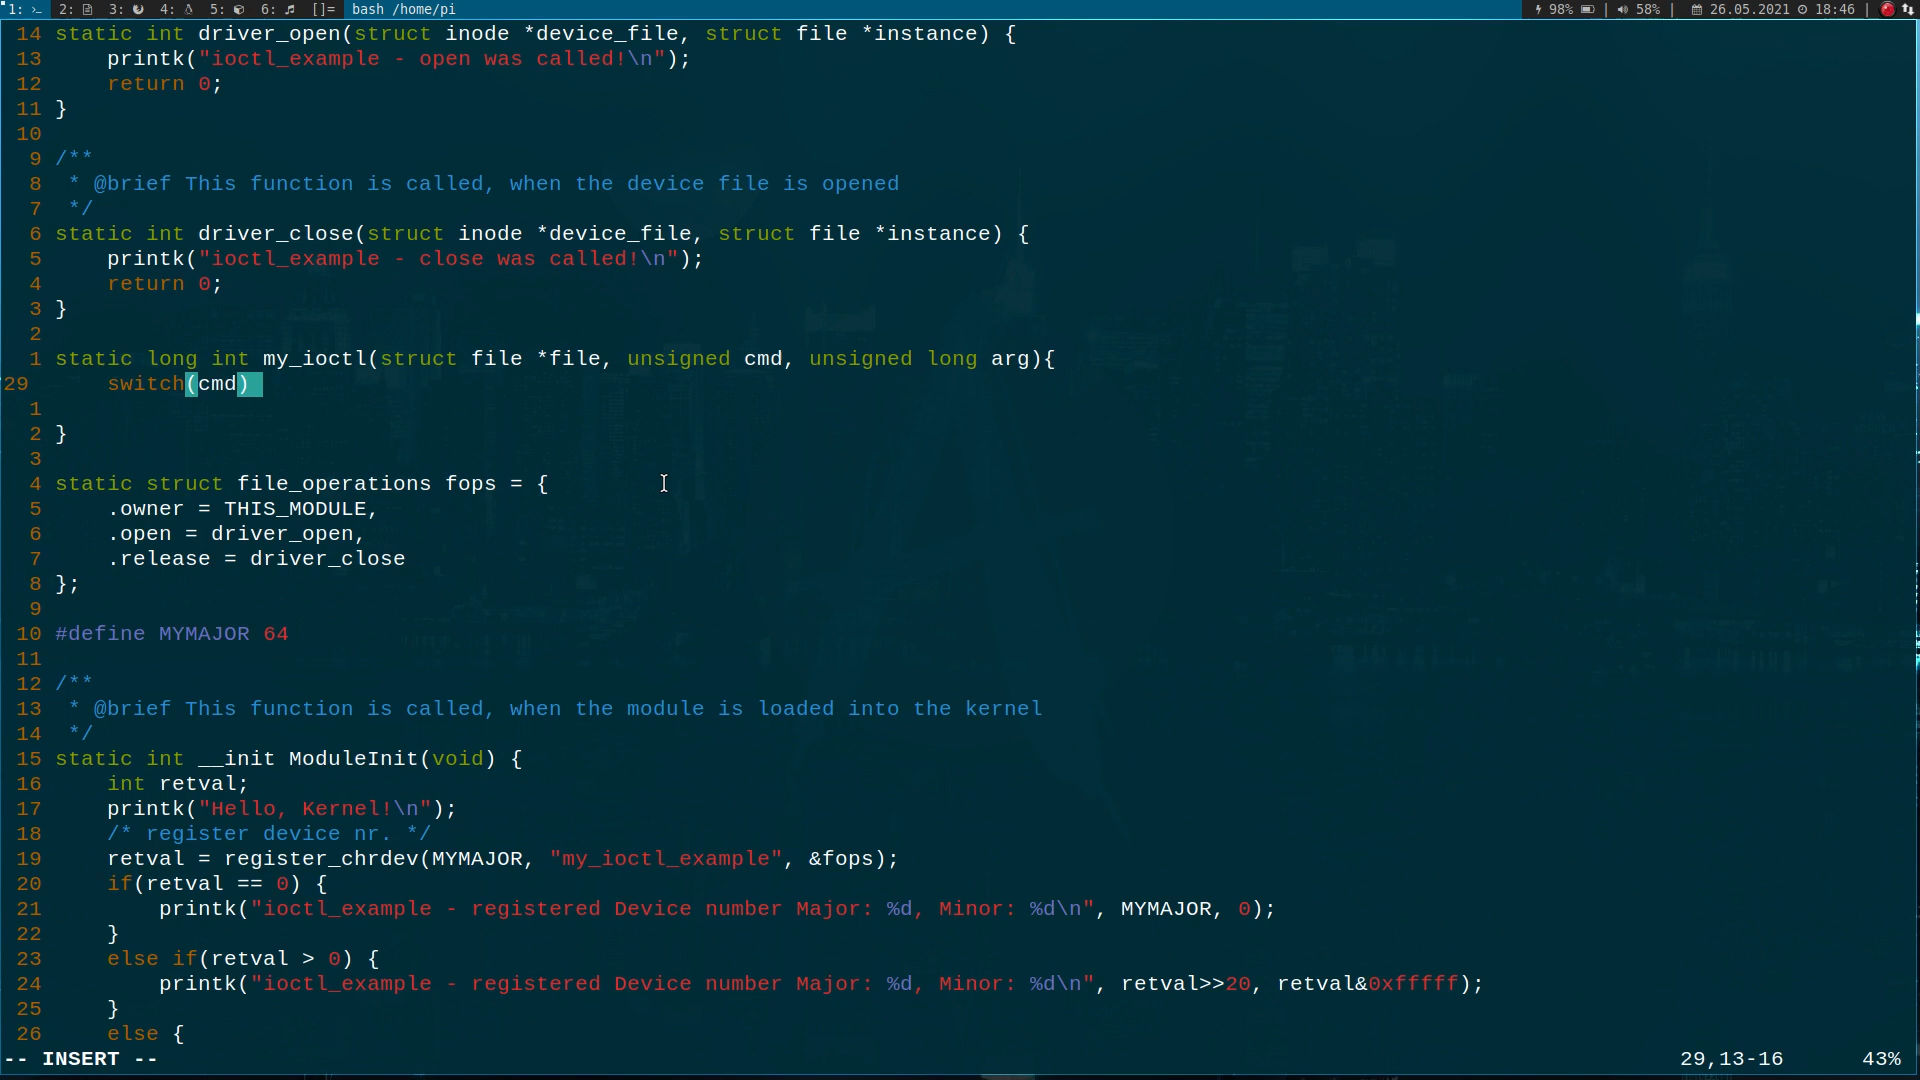 1: 2: 3: 4: 5: 6: []= bash /home/pi 98% | 58% | 26.05.2021 18:46 |
14 static int driver_open(struct inode *device_file, struct file *instance) {
13     printk("ioctl_example - open was called!\n");
12     return 0;
11 }
10
9 /**
8  * @brief This function is called, when the device file is opened
7  */
6 static int driver_close(struct inode *device_file, struct file *instance) {
5     printk("ioctl_example - close was called!\n");
4     return 0;
3 }
2
1 static long int my_ioctl(struct file *file, unsigned cmd, unsigned long arg){
29     switch(cmd)
1
2 }
3
4 static struct file_operations fops = {
5     .owner = THIS_MODULE,
6     .open = driver_open,
7     .release = driver_close
8 };
9
10 #define MYMAJOR 64
11
12 /**
13  * @brief This function is called, when the module is loaded into the kernel
14  */
15 static int __init ModuleInit(void) {
16     int retval;
17     printk("Hello, Kernel!\n");
18     /* register device nr. */
19     retval = register_chrdev(MYMAJOR, "my_ioctl_example", &fops);
20     if(retval == 0) {
21         printk("ioctl_example - registered Device number Major: %d, Minor: %d\n", MYMAJOR, 0);
22     }
23     else if(retval > 0) {
24         printk("ioctl_example - registered Device number Major: %d, Minor: %d\n", retval>>20, retval&0xfffff);
25     }
26     else {
-- INSERT -- 29,13-16 43%